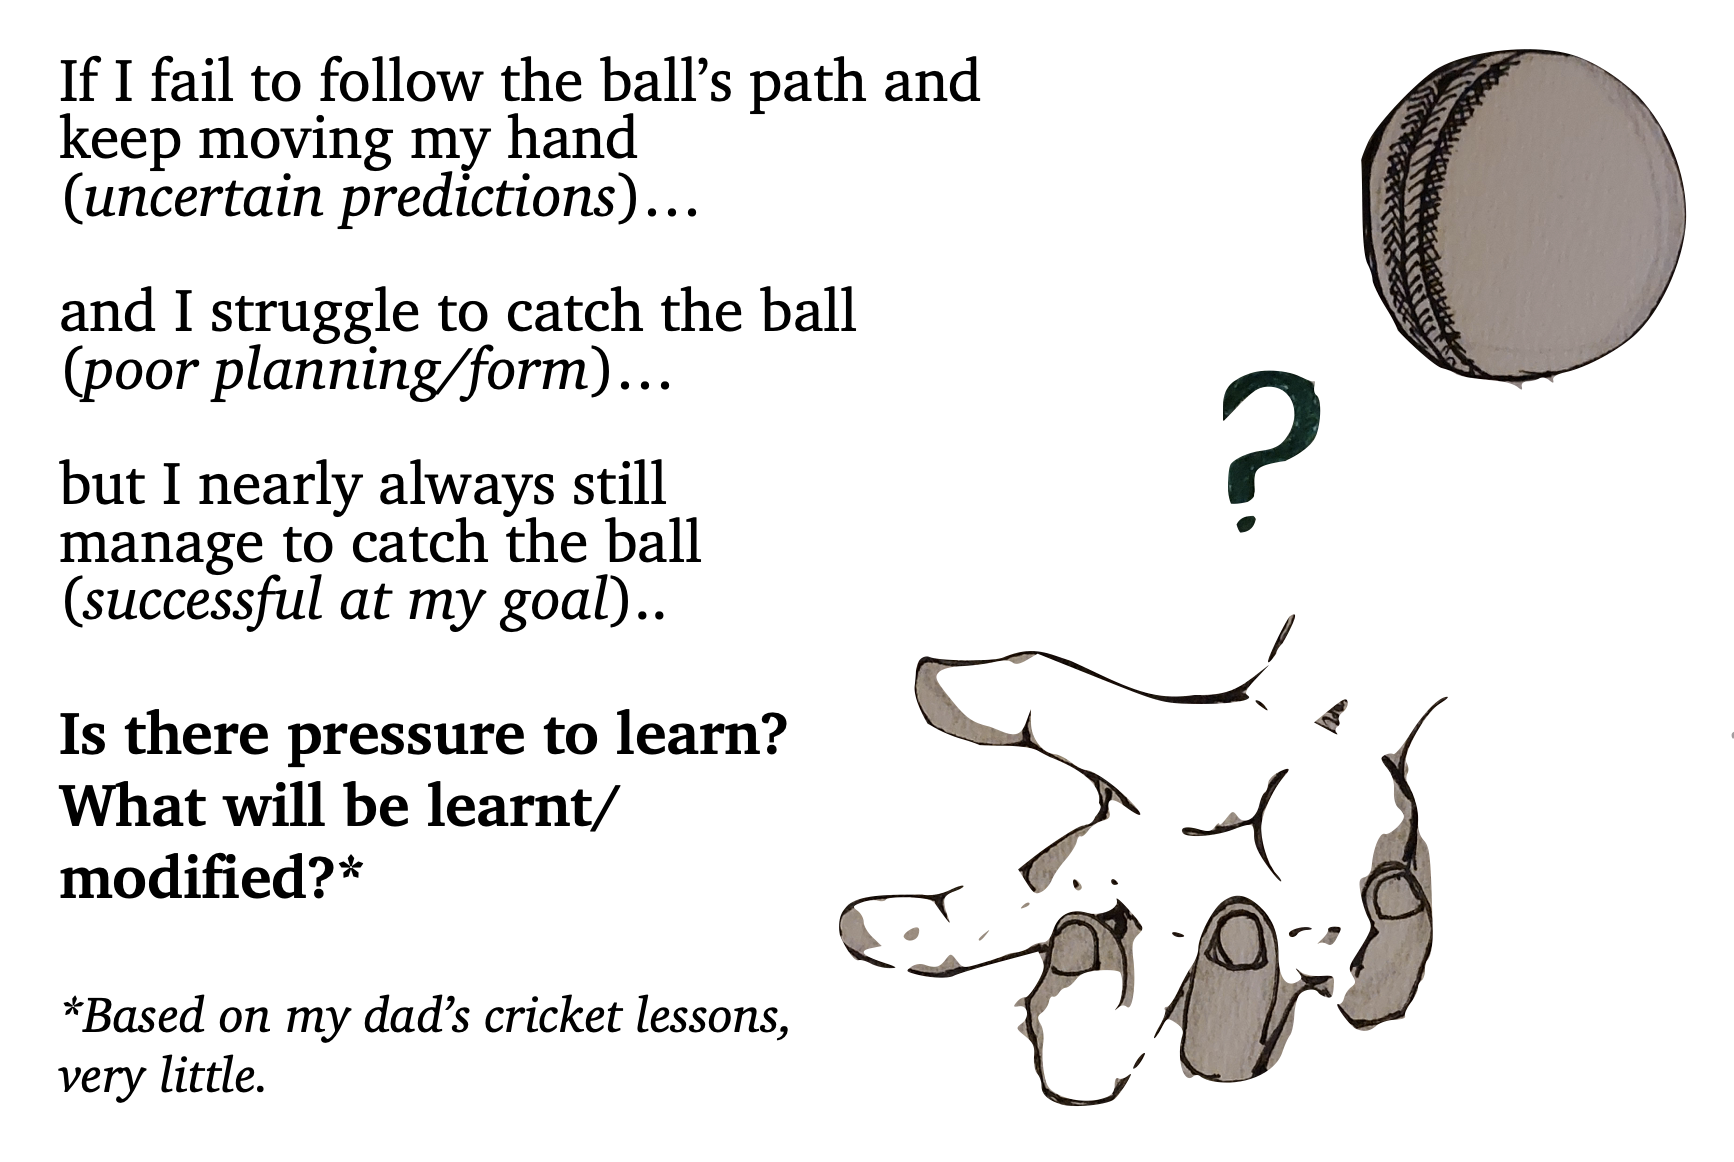 If I fail to follow the ball’s path and
keep moving my hand
(uncertain predictions)…
and I struggle to catch the ball
(poor planning/form)…
but I nearly always still
manage to catch the ball
(successful at my goal)..
Is there pressure to learn?
What will be learnt/
modified?*
*Based on my dad’s cricket lessons,
very little.
?